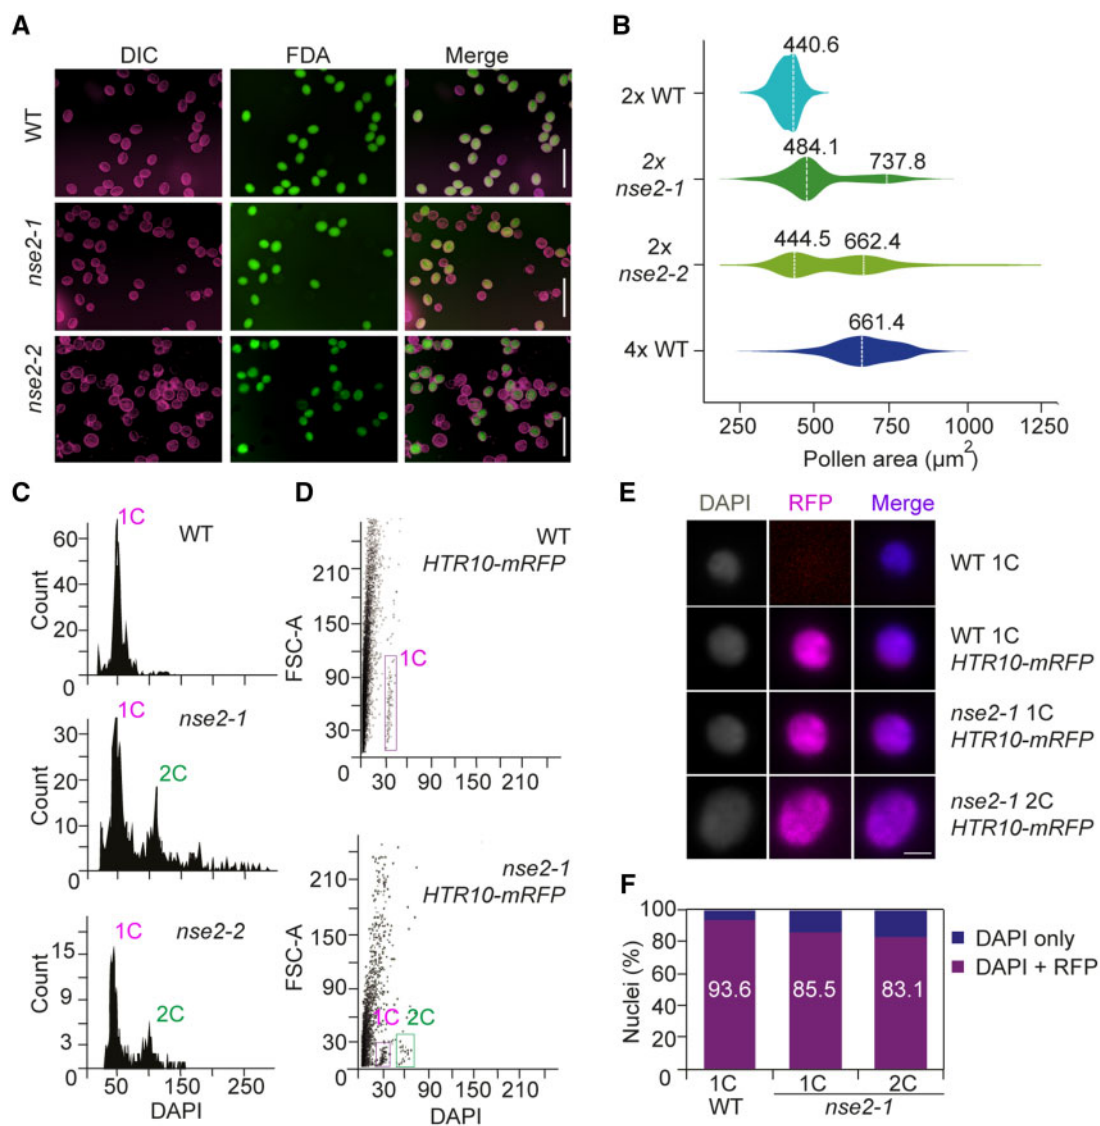 A
DIC FDA Merge
WT
nse2-1
nse2-2
B
440.6
2x WT
484.1 737.8
2x
nse2-1
444.5 662.4
2x
nse2-2
661.4
4x WT
250 500 750 1000 1250
Pollen area (µm2)
C
1C
WT
60
40
20
0
Count
1C
nse2-1
2C
30
20
10
0
Count
1C
nse2-2
2C
15
9
3
0
Count
50 150 250
DAPI
D
WT
HTR10-mRFP
210
150
90
30
0
FSC-A
1C
30 90 150 210
nse2-1
HTR10-mRFP
210
150
90
30
0
FSC-A
1C 2C
30 90 150 210
DAPI
E
DAPI RFP Merge
WT 1C
WT 1C
HTR10-mRFP
nse2-1 1C
HTR10-mRFP
nse2-1 2C
HTR10-mRFP
F
100
80
60
40
20
0
Nuclei (%)
93.6 85.5 83.1
DAPI only
DAPI + RFP
1C 1C 2C
WT nse2-1